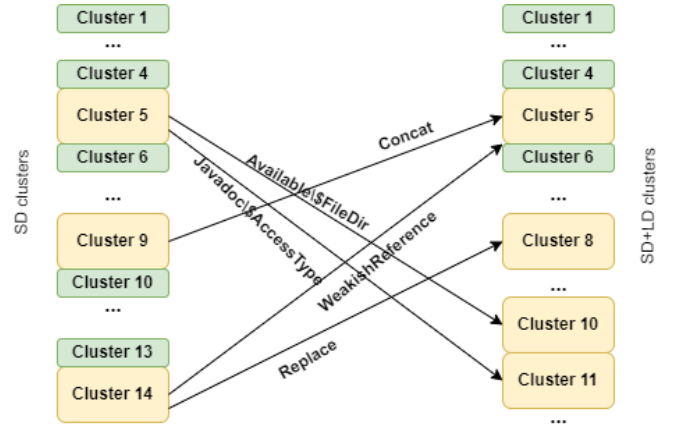 SD clusters
Cluster 1
...
Cluster 4
Cluster 5
Cluster 6
...
Cluster 9
Cluster 10
...
Cluster 13
Cluster 14
Concat
Available\$FileDir
Javadoc\$AccessType
WeakishReference
Replace
Cluster 1
...
Cluster 4
Cluster 5
Cluster 6
...
Cluster 8
...
Cluster 10
Cluster 11
...
SD+LD clusters